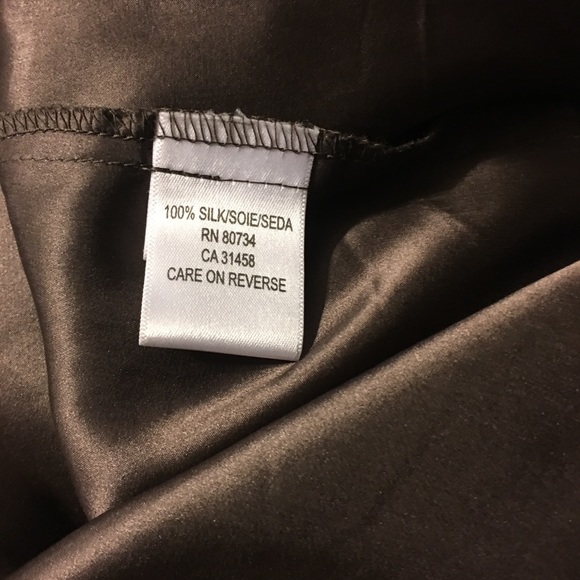 100% SILK/SOIE/SEDA
RN 80734
CA 31458
CARE ON REVERSE